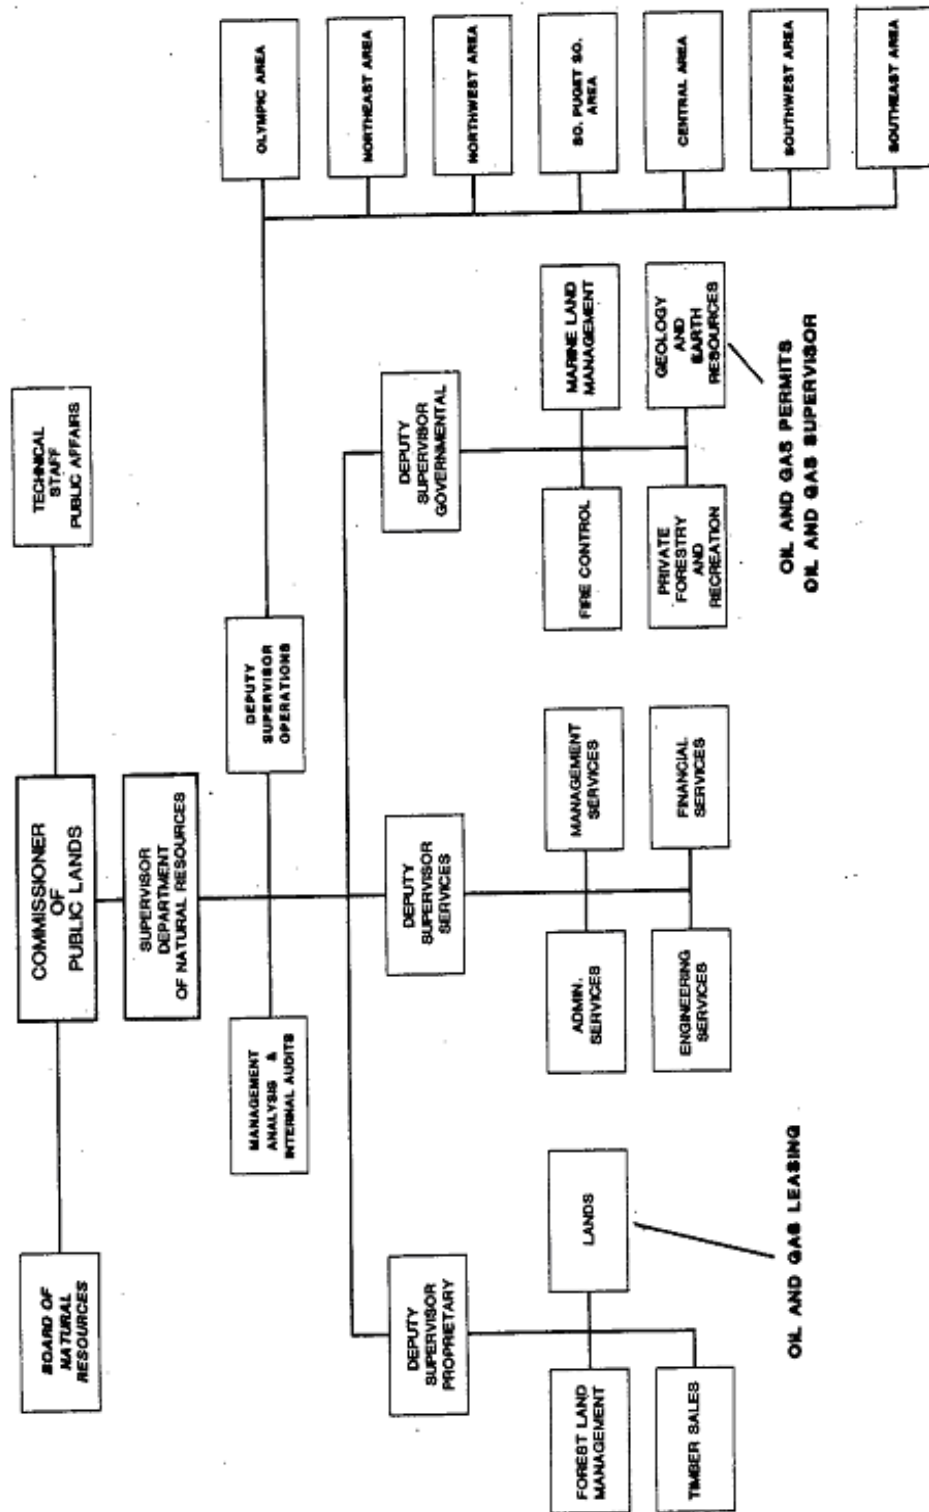 BOARD OF
NATURAL
RESOURCES
COMMISSIONER
OF
PUBLIC LANDS
TECHNICAL
STAFF
PUBLIC AFFAIRS
SUPERVISOR
DEPARTMENT
OF NATURAL RESOURCES
MANAGEMENT
ANALYSIS &
INTERNAL AUDITS
DEPUTY
SUPERVISOR
OPERATIONS
OLYMPIC AREA
NORTHEAST AREA
NORTHWEST AREA
SO. PUGET SO.
AREA
CENTRAL AREA
SOUTHWEST AREA
SOUTHEAST AREA
DEPUTY
SUPERVISOR
PROPRIETARY
DEPUTY
SUPERVISOR
SERVICES
DEPUTY
SUPERVISOR
GOVERNMENTAL
FOREST LAND
MANAGEMENT
LANDS
TIMBER SALES
ADMIN.
SERVICES
MANAGEMENT
SERVICES
ENGINEERING
SERVICES
FINANCIAL
SERVICES
FIRE CONTROL
MARINE LAND
MANAGEMENT
PRIVATE
FORESTRY
AND
RECREATION
GEOLOGY
AND
EARTH
RESOURCES
OIL AND GAS LEASING
OIL AND GAS PERMITS
OIL AND GAS SUPERVISOR